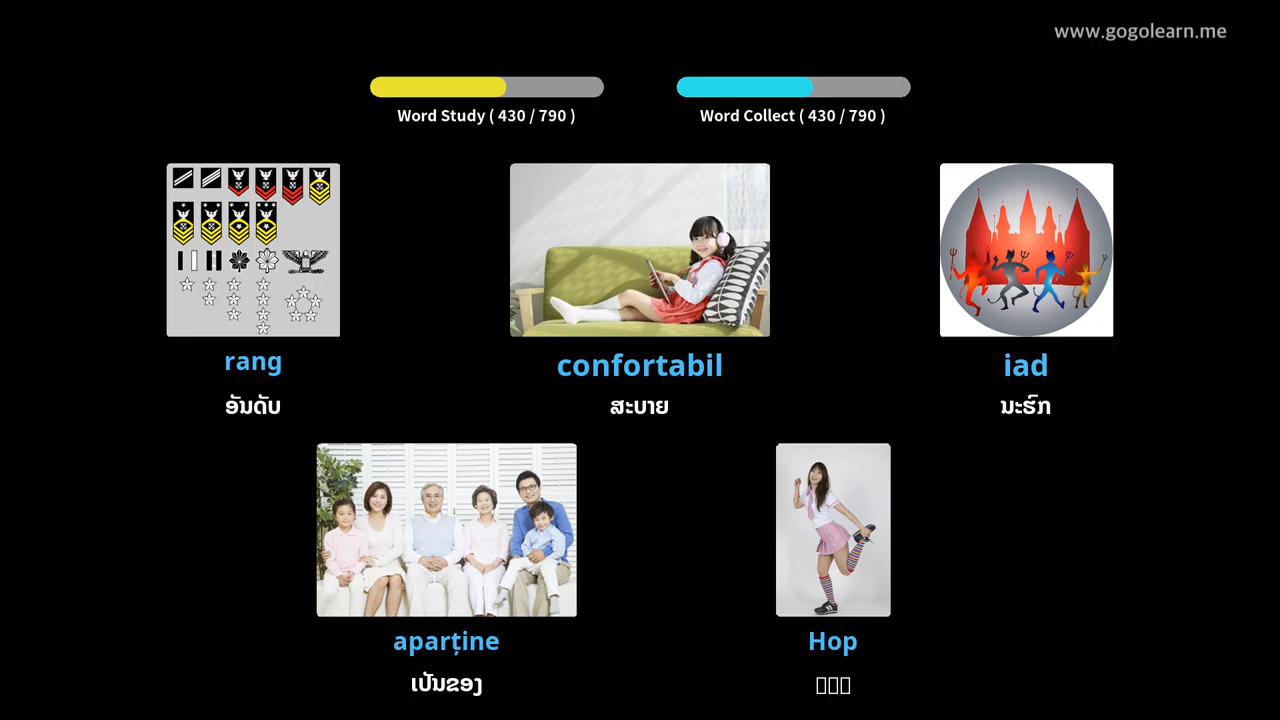 www.gogolearn.me
Word Study ( 430 / 790 )
Word Collect ( 430 / 790 )
rang
confortabil
iad
ອັນດັບ
ສະບາຍ
ນະຮົກ
aparține
Hop
ເປັນຂອງ